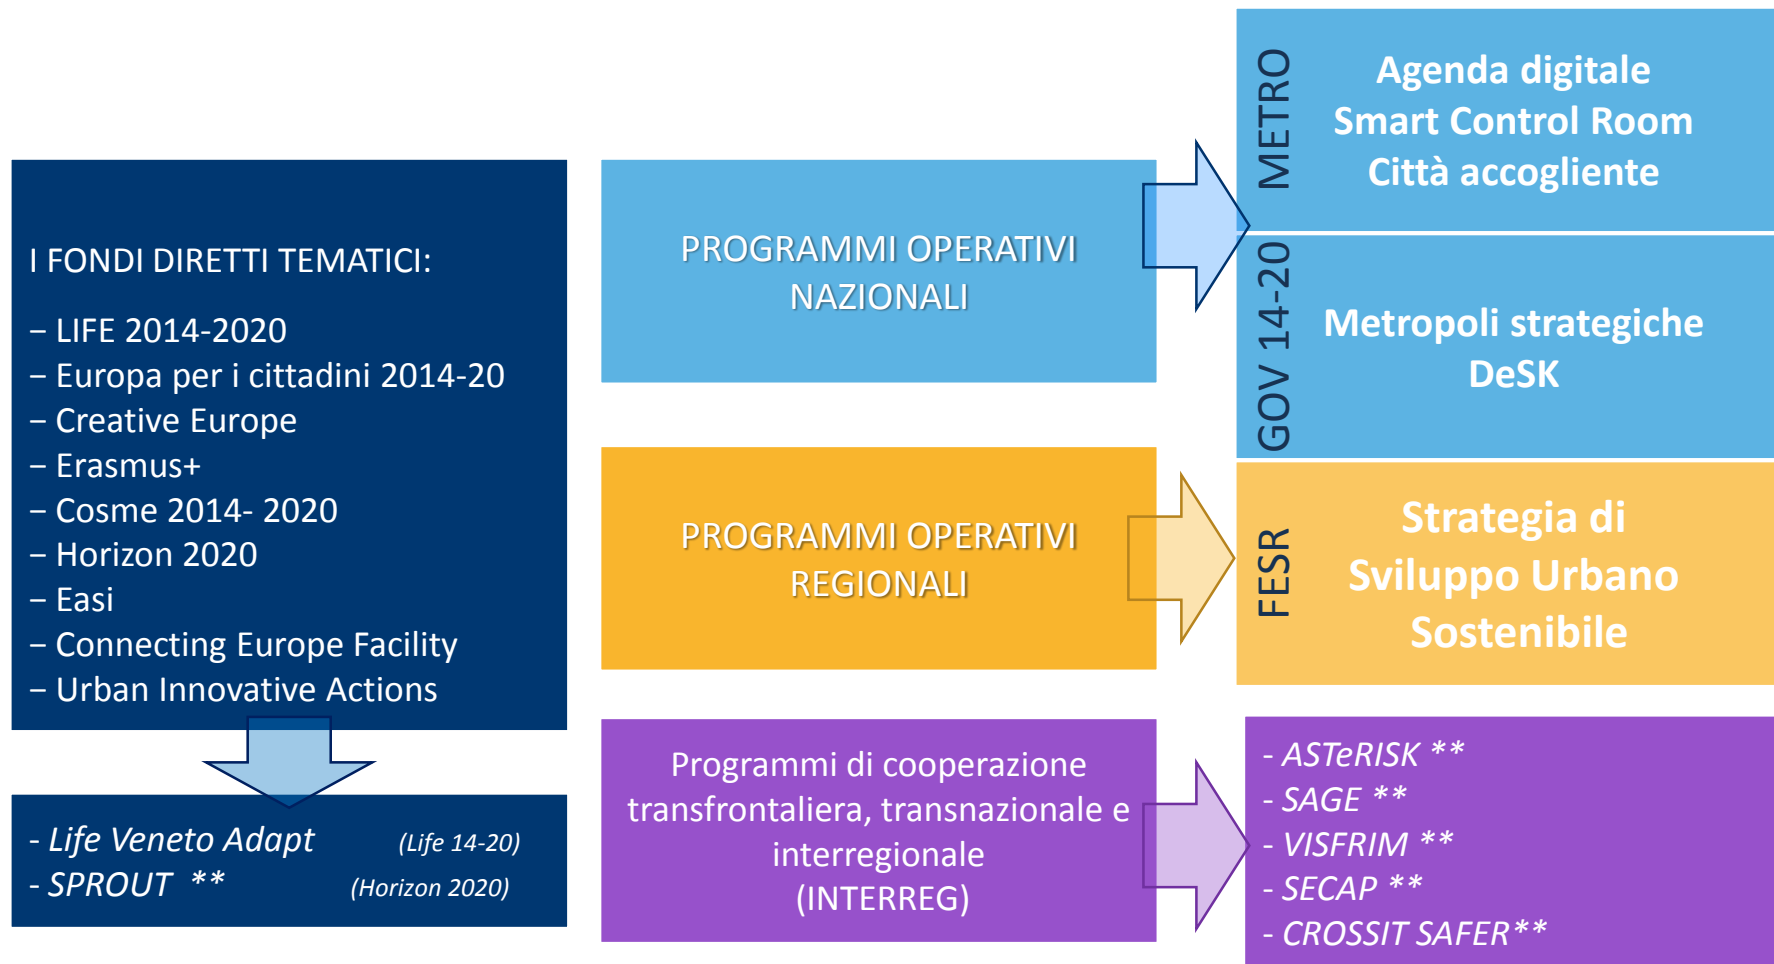 I FONDI DIRETTI TEMATICI:
– LIFE 2014-2020
– Europa per i cittadini 2014-20
– Creative Europe
– Erasmus+
– Cosme 2014- 2020
– Horizon 2020
– Easi
– Connecting Europe Facility
– Urban Innovative Actions
- Life Veneto Adapt (Life 14-20)
- SPROUT ** (Horizon 2020)
PROGRAMMI OPERATIVI
NAZIONALI
METRO
Agenda digitale
Smart Control Room
Città accogliente
GOV 14-20
Metropoli strategiche
DeSK
PROGRAMMI OPERATIVI
REGIONALI
FESR
Strategia di
Sviluppo Urbano
Sostenibile
Programmi di cooperazione
transfrontaliera, transnazionale e
interregionale
(INTERREG)
- ASTeRISK **
- SAGE **
- VISFRIM **
- SECAP **
- CROSSIT SAFER**